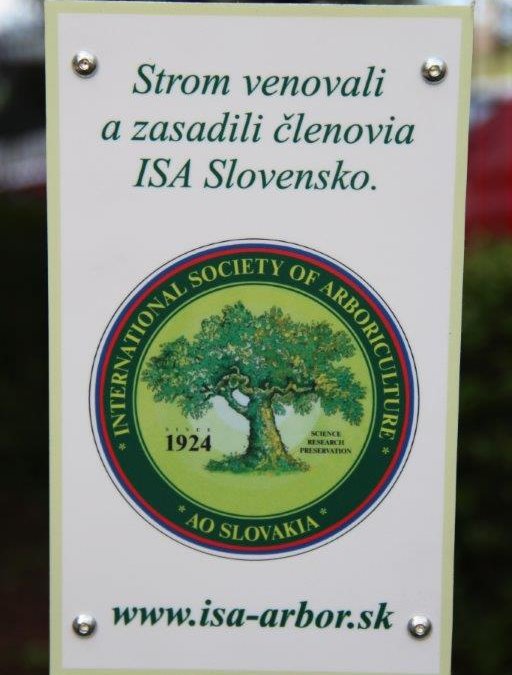 Strom venovali
a zasadili členovia
ISA Slovensko.
* INTERNATIONAL SOCIETY OF ARBORICULTURE *
SINCE
1924
SCIENCE
RESEARCH
PRESERVATION
* AO SLOVAKIA *
www.isa-arbor.sk